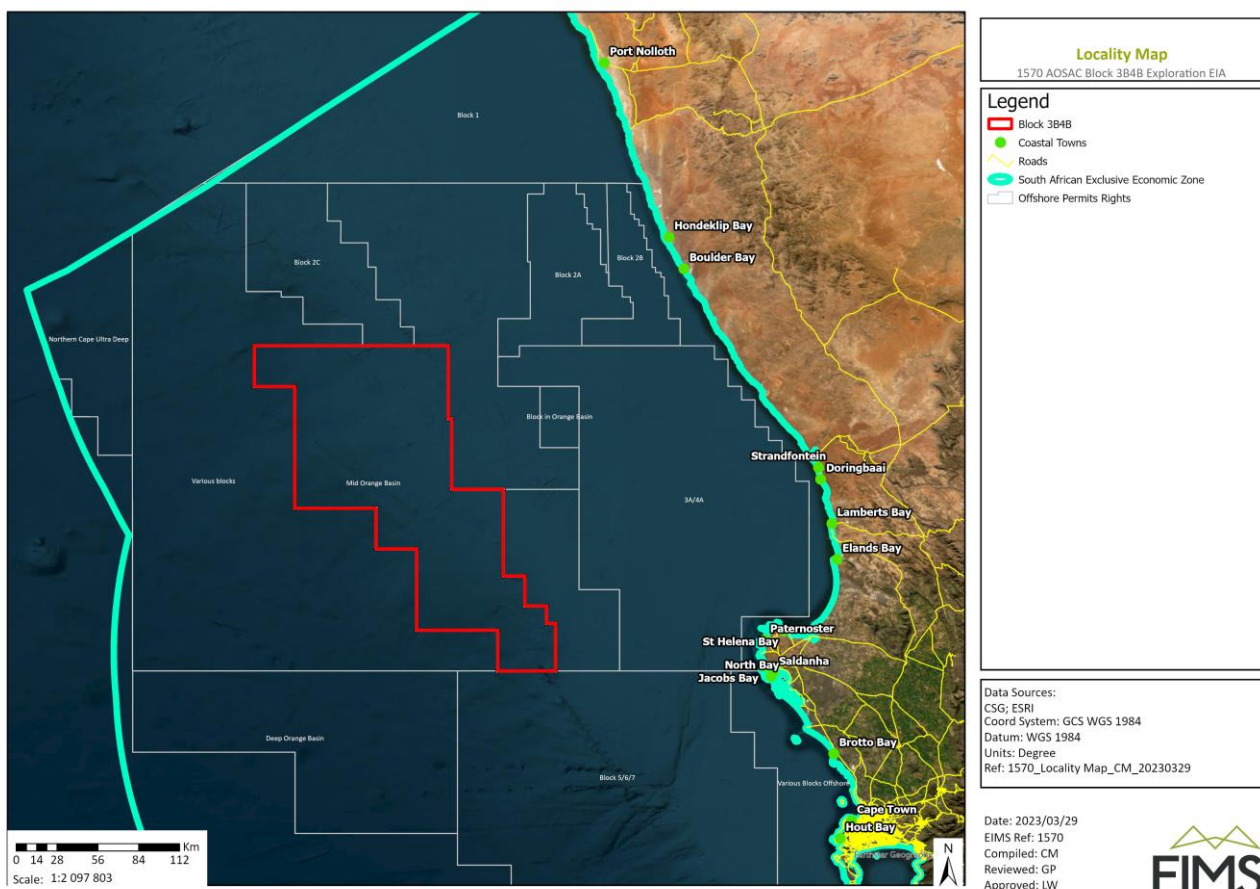 Port Nolloth
Block 1
Hondeklip Bay
Boulder Bay
Block 2C
Block 2A
Block 2B
Northern Cape Ultra Deep
Block in Orange Basin
Strandfontein
Doringbaai
Various blocks
Mid Orange Basin
3A/4A
Lamberts Bay
Elands Bay
Paternoster
St Helena Bay
North Bay
Saldanha
Jacobs Bay
Deep Orange Basin
Brotto Bay
Block 5/6/7
Various Blocks Offshore
Cape Town
Hout Bay
Km
0 14 28 56 84 112
Scale: 1:2 097 803
N
Locality Map
1570 AOSAC Block 3B4B Exploration EIA
Legend
Block 3B4B
Coastal Towns
Roads
South African Exclusive Economic Zone
Offshore Permits Rights
Data Sources:
CSG; ESRI
Coord System: GCS WGS 1984
Datum: WGS 1984
Units: Degree
Ref: 1570_Locality Map_CM_20230329
Date: 2023/03/29
EIMS Ref: 1570
Compiled: CM
Reviewed: GP
Approved: LW
EIMS